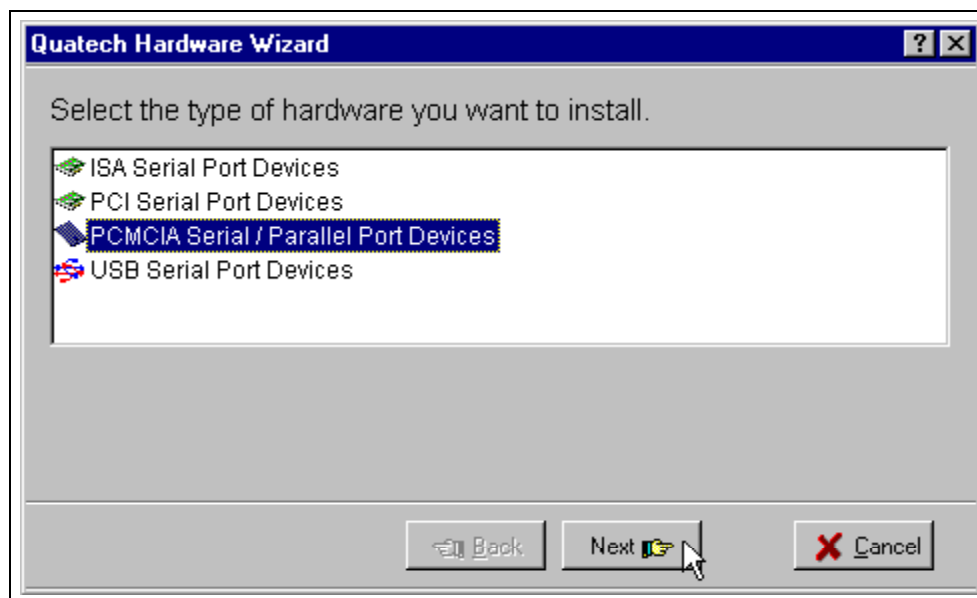 Quatech Hardware Wizard
Select the type of hardware you want to install.
ISA Serial Port Devices
PCI Serial Port Devices
PCMCIA Serial / Parallel Port Devices
USB Serial Port Devices
Back Next Cancel